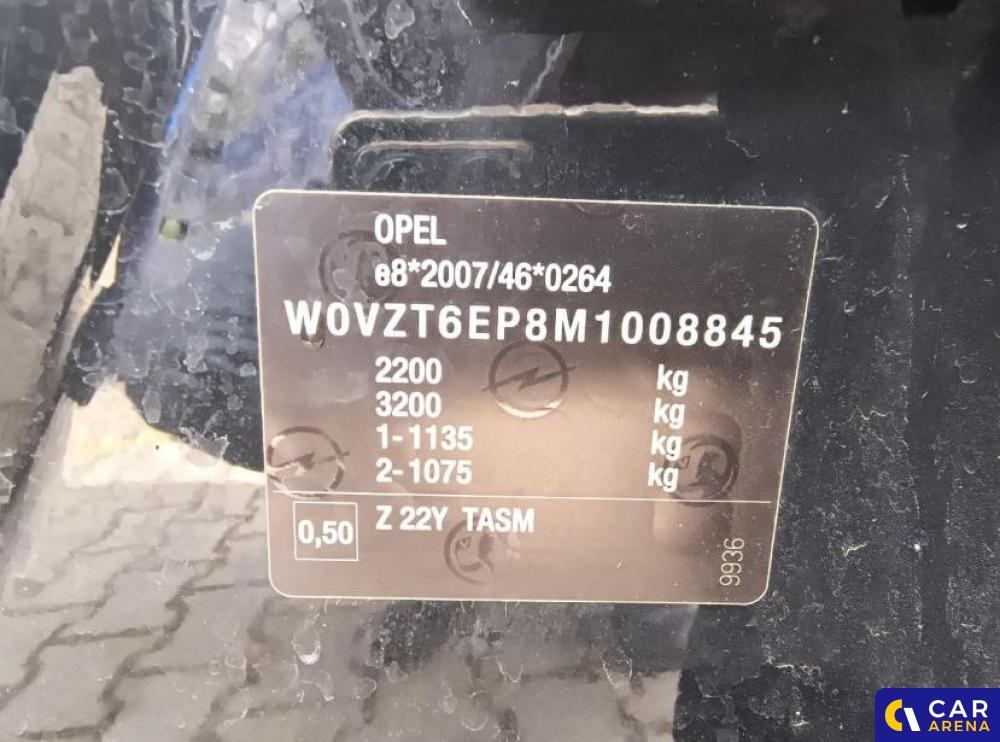 OPEL
e8*2007/46*0264
W0VZT6EP8M1008845
2200 kg
3200 kg
1-1135 kg
2-1075 kg
0,50 Z 22Y TASM
9936
CAR
ARENA